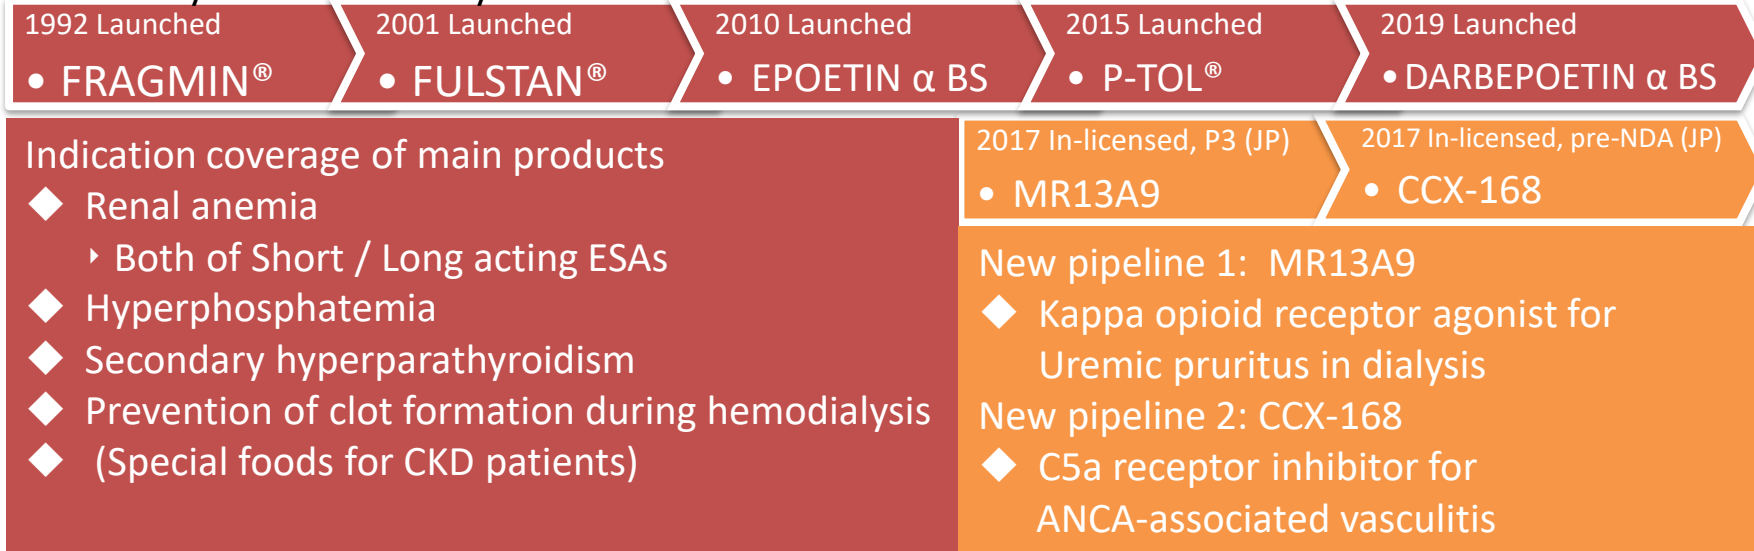 1992 Launched
• FRAGMIN®
2001 Launched
• FULSTAN®
2010 Launched
• EPOETIN α BS
2015 Launched
• P-TOL®
2019 Launched
• DARBEPOETIN α BS
Indication coverage of main products
◆ Renal anemia
‣ Both of Short / Long acting ESAs
◆ Hyperphosphatemia
◆ Secondary hyperparathyroidism
◆ Prevention of clot formation during hemodialysis
◆ (Special foods for CKD patients)
2017 In-licensed, P3 (JP)
• MR13A9
2017 In-licensed, pre-NDA (JP)
• CCX-168
New pipeline 1: MR13A9
◆ Kappa opioid receptor agonist for
Uremic pruritus in dialysis
New pipeline 2: CCX-168
◆ C5a receptor inhibitor for
ANCA-associated vasculitis